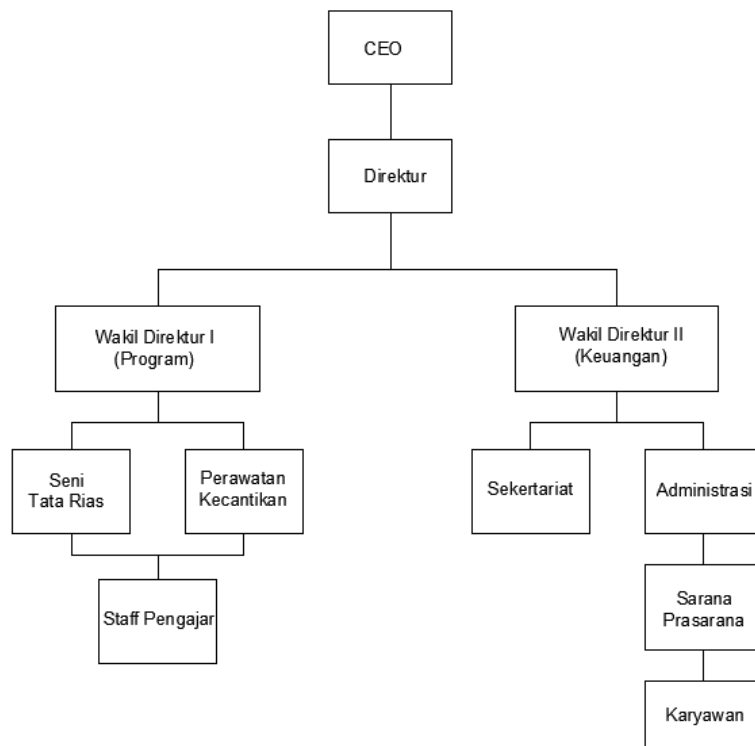 CEO
Direktur
Wakil Direktur I
(Program)
Wakil Direktur II
(Keuangan)
Seni
Tata Rias
Perawatan
Kecantikan
Sekertariat
Administrasi
Staff Pengajar
Sarana
Prasarana
Karyawan